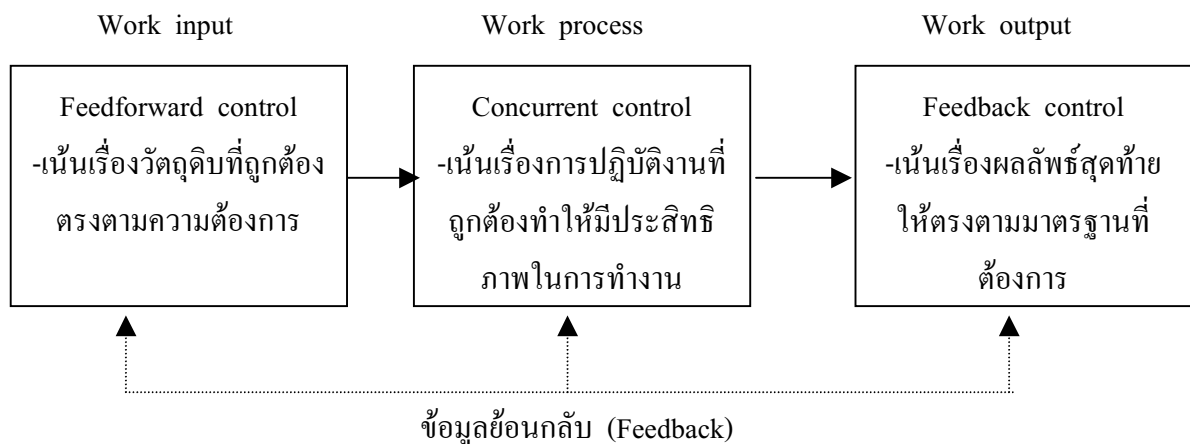 Work input
Work process
Work output
Feedforward control
-เน้นเรื่องวัตถุดิบที่ถูกต้อง
ตรงตามความต้องการ
Concurrent control
-เน้นเรื่องการปฏิบัติงานที่
ถูกต้องทำให้มีประสิทธิ
ภาพในการทำงาน
Feedback control
-เน้นเรื่องผลลัพธ์สุดท้าย
ให้ตรงตามมาตรฐานที่
ต้องการ
ข้อมูลย้อนกลับ (Feedback)